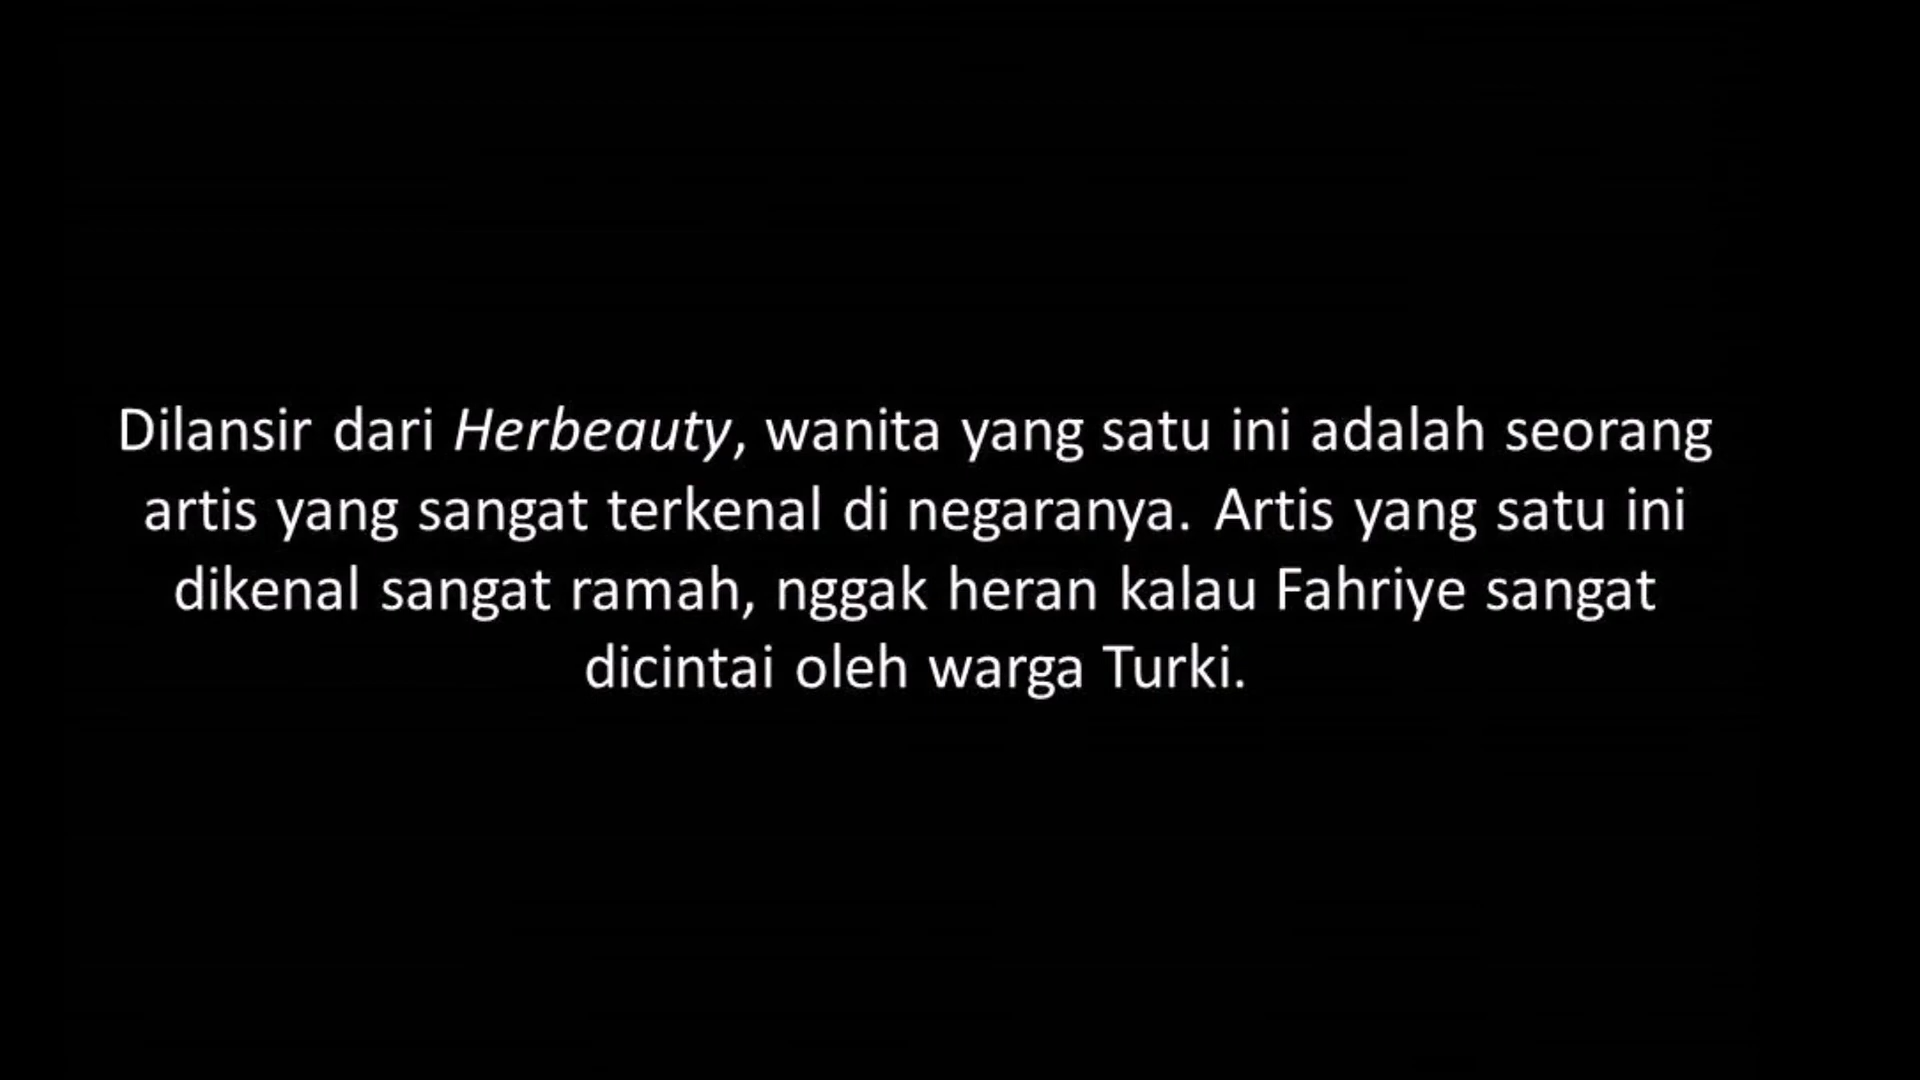 Dilansir dari Herbeauty, wanita yang satu ini adalah seorang
artis yang sangat terkenal di negaranya. Artis yang satu ini
dikenal sangat ramah, nggak heran kalau Fahriye sangat
dicintai oleh warga Turki.